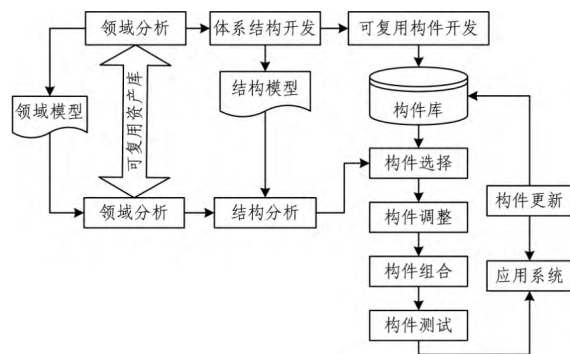 领域分析
体系结构开发
可复用构件开发
领域模型
可复用资产库
结构模型
构件库
构件选择
领域分析
结构分析
构件调整
构件更新
构件组合
应用系统
构件测试